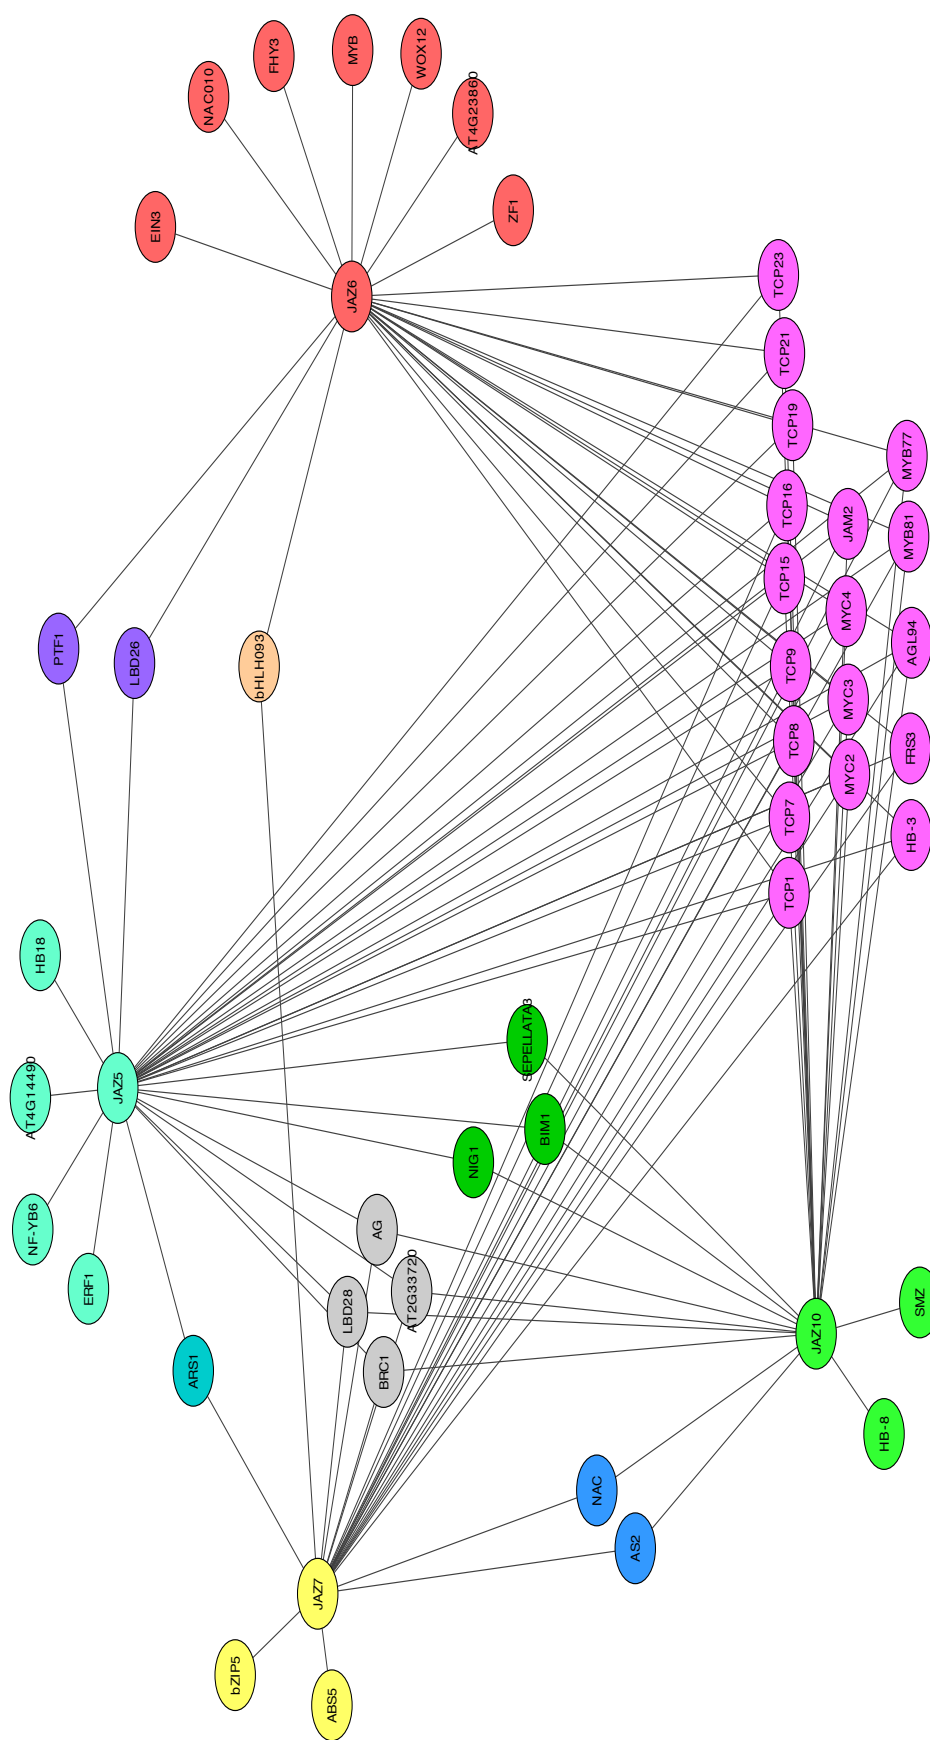 MYB
WOX12
FHY3
NAC010
AT4G23860
EIN3
ZF1
JAZ6
TCP23
TCP21
TCP19
MYB77
TCP16
JAM2
MYB81
TCP15
MYC4
AGL94
TCP9
MYC3
FRS3
TCP8
MYC2
HB-3
TCP7
TCP1
PTF1
LBD26
bHLH093
HB18
AT4G14490
JAZ5
NF-YB6
ERF1
ARS1
SEPELLATA3
BIM1
NIG1
AG
AT2G33720
LBD28
BRC1
SMZ
JAZ10
HB-8
NAC
AS2
JAZ7
bZIP5
ABS5